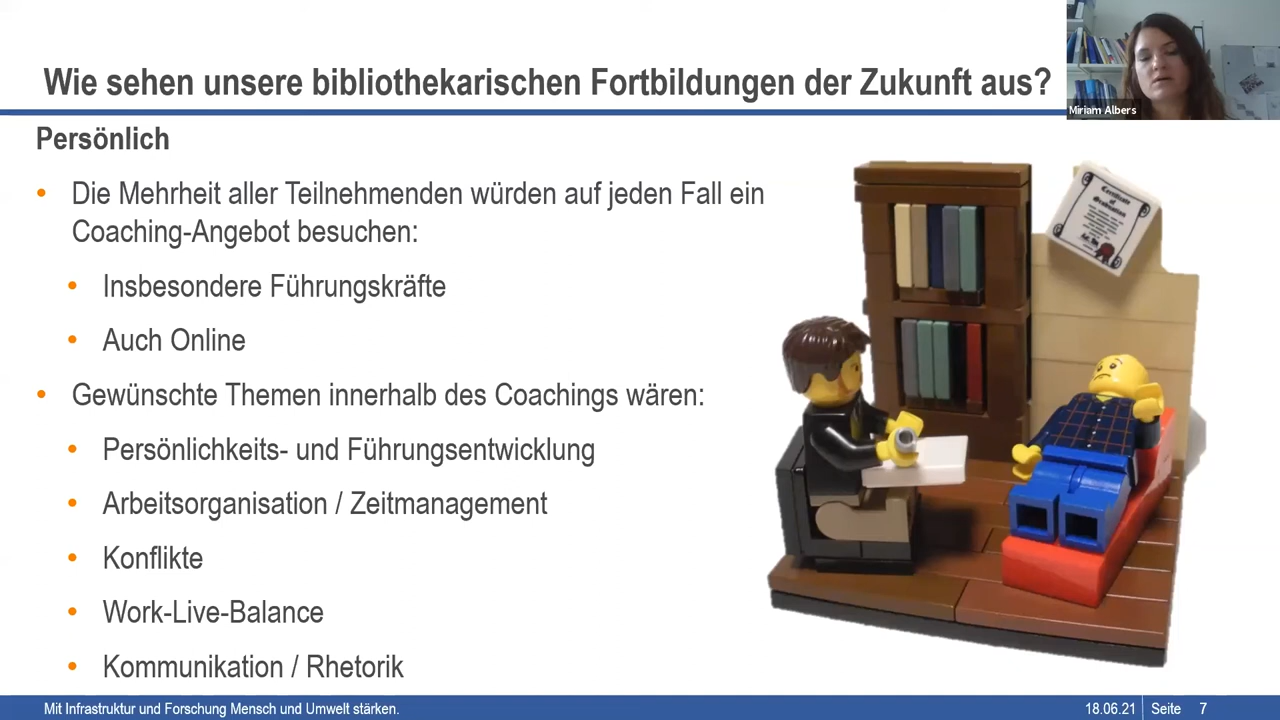 Wie sehen unsere bibliothekarischen Fortbildungen der Zukunft aus?
Miriam Albers
Persönlich
• Die Mehrheit aller Teilnehmenden würden auf jeden Fall ein
Coaching-Angebot besuchen:
• Insbesondere Führungskräfte
• Auch Online
• Gewünschte Themen innerhalb des Coachings wären:
• Persönlichkeits- und Führungsentwicklung
• Arbeitsorganisation / Zeitmanagement
• Konflikte
• Work-Live-Balance
• Kommunikation / Rhetorik
Certificate
of
Mit Infrastruktur und Forschung Mensch und Umwelt stärken.
18.06.21 Seite 7